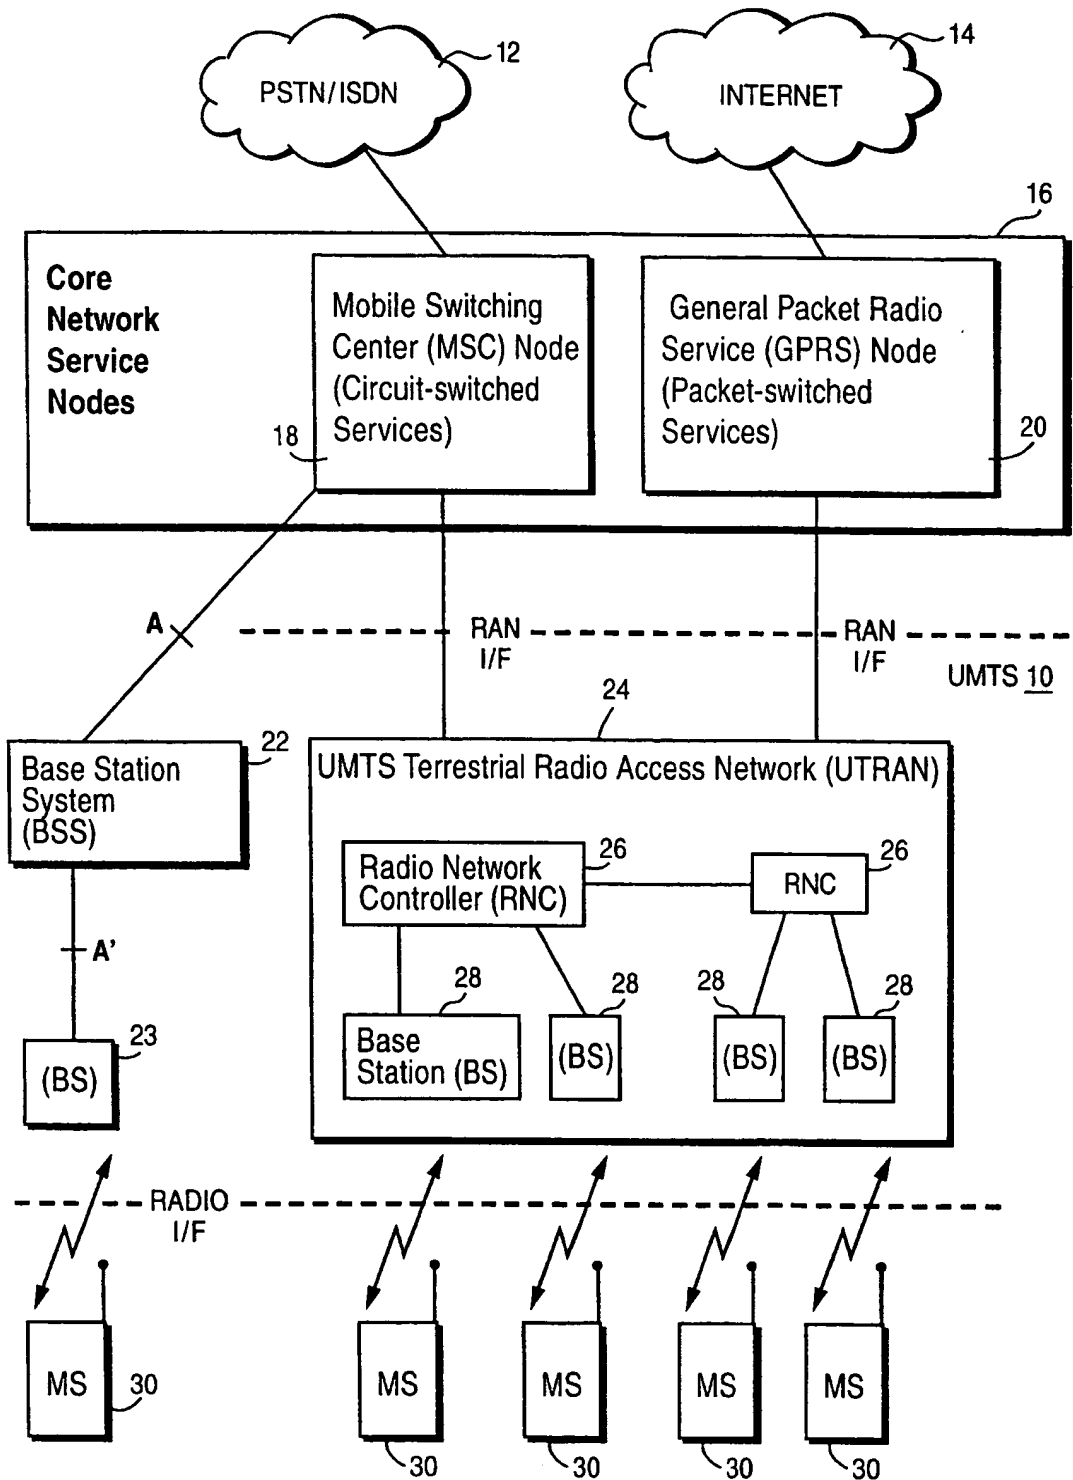 12
PSTN/ISDN
14
INTERNET
16
Core
Network
Service
Nodes
Mobile Switching
Center (MSC) Node
(Circuit-switched
Services)
18
General Packet Radio
Service (GPRS) Node
(Packet-switched
Services)
20
A
RAN
I/F
RAN
I/F
UMTS 10
22
Base Station
System
(BSS)
24
UMTS Terrestrial Radio Access Network (UTRAN)
Radio Network
Controller (RNC)
26
RNC
26
A'
23
(BS)
28
Base
Station (BS)
28
(BS)
28
(BS)
28
(BS)
RADIO
I/F
MS
30
MS
30
MS
30
MS
30
MS
30